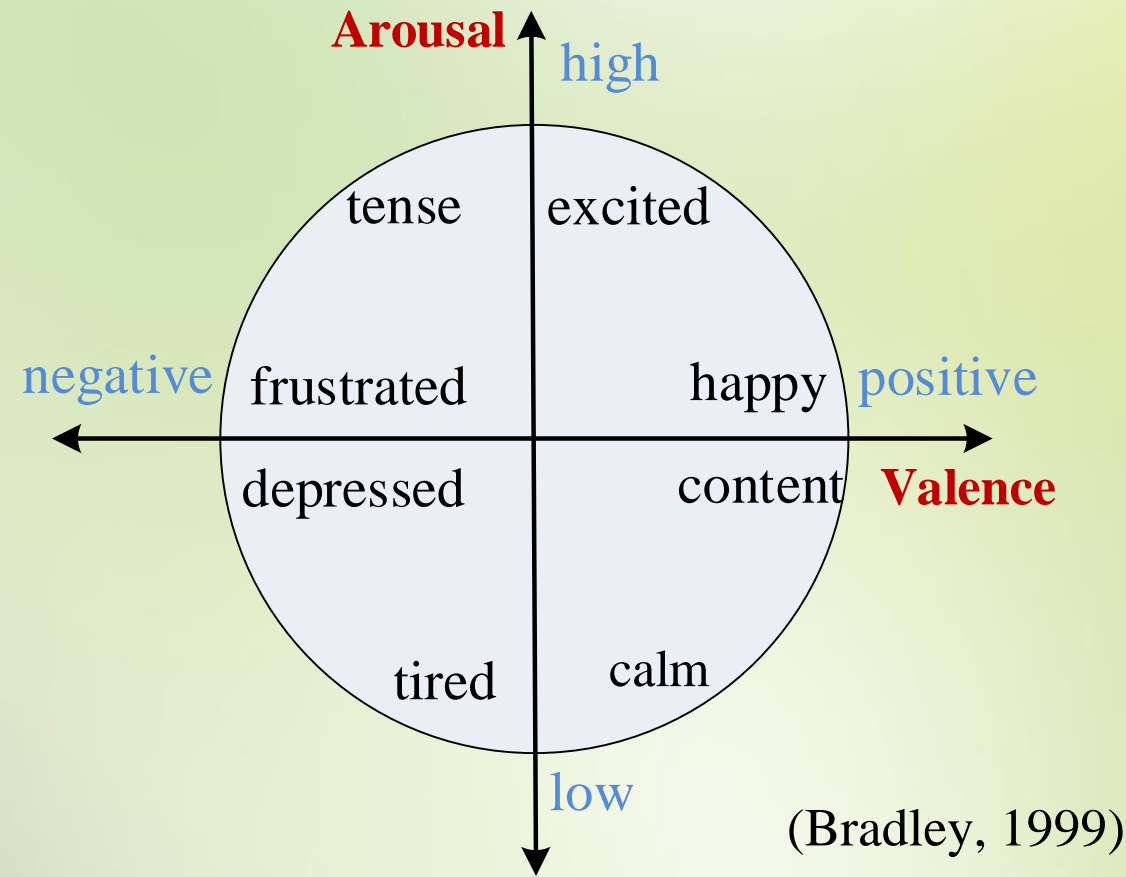 Arousal
high
tense excited
negative frustrated happy positive
depressed content Valence
tired calm
low
(Bradley, 1999)